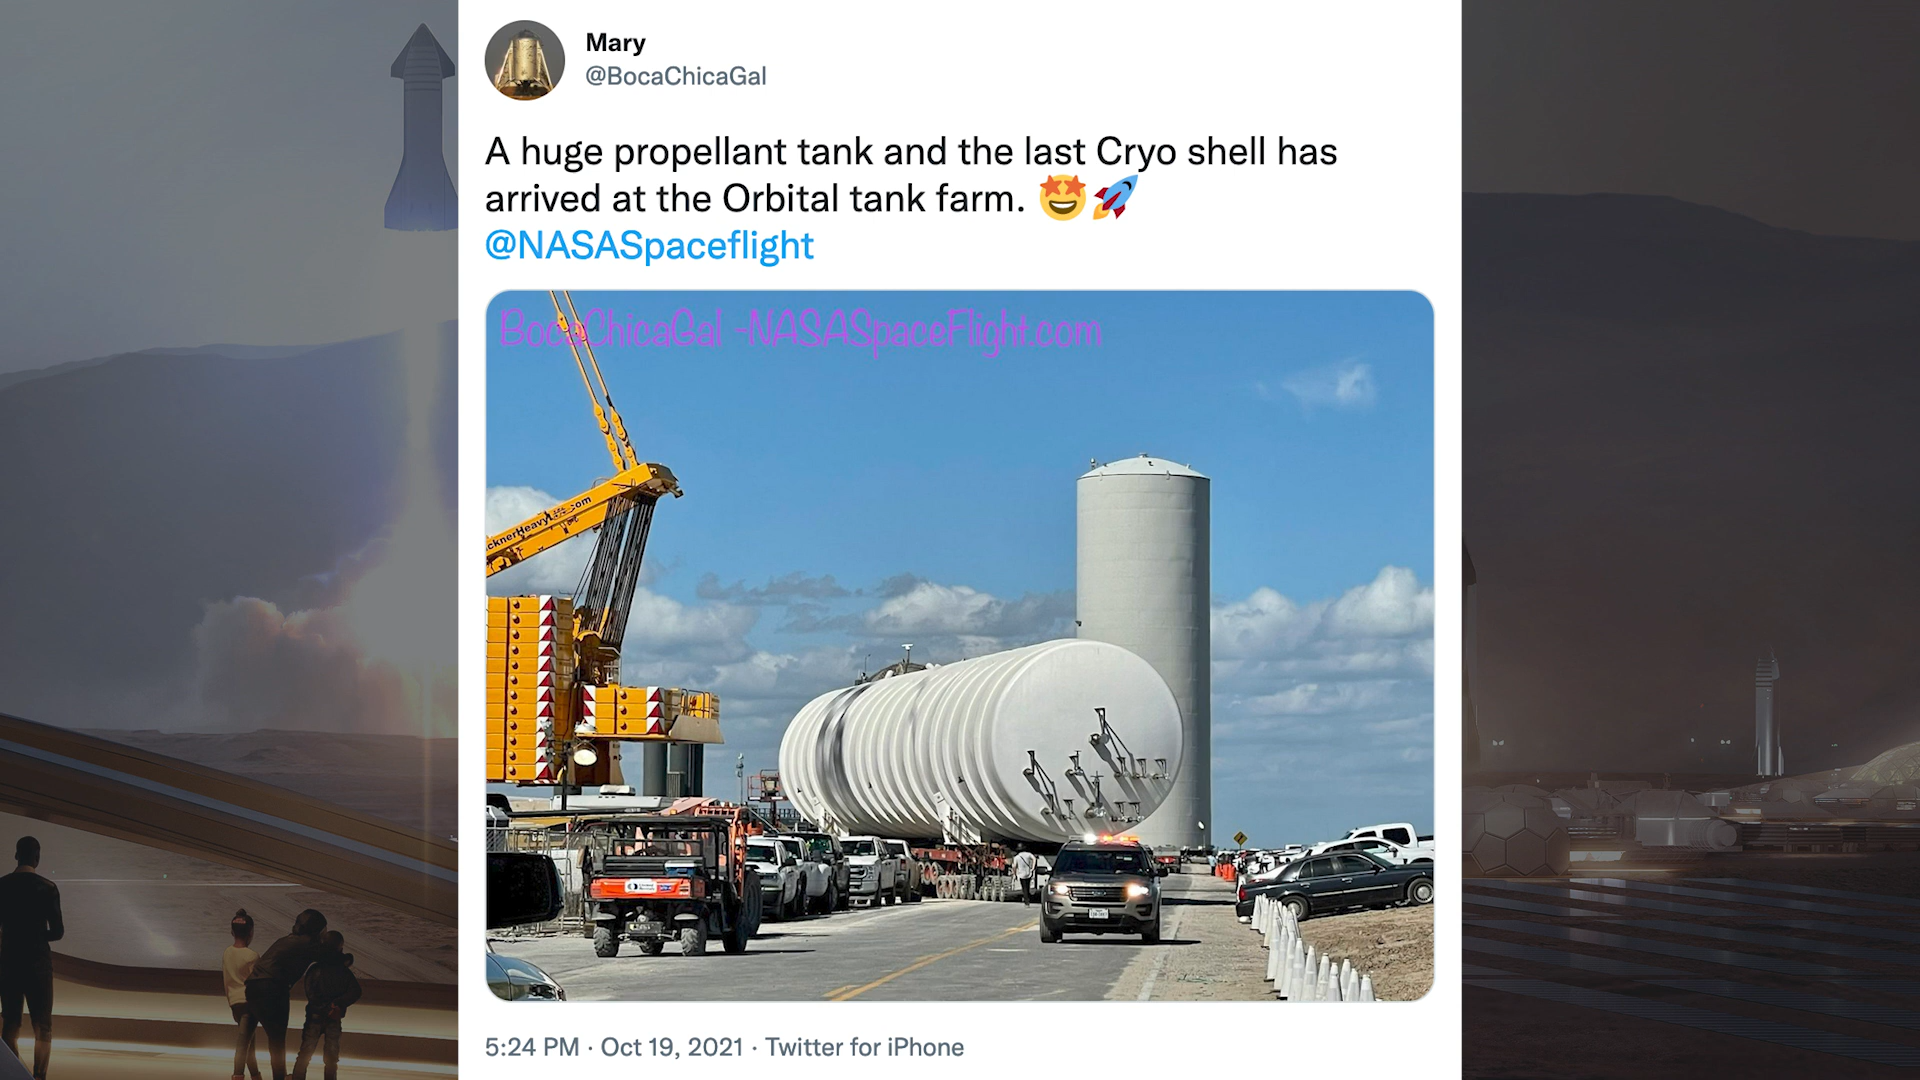 Mary
@BocaChicaGal
A huge propellant tank and the last Cryo shell has
arrived at the Orbital tank farm. 🤩🚀
@NASASpaceflight
BocaChicaGal -NASASpaceFlight.com
5:24 PM · Oct 19, 2021 · Twitter for iPhone